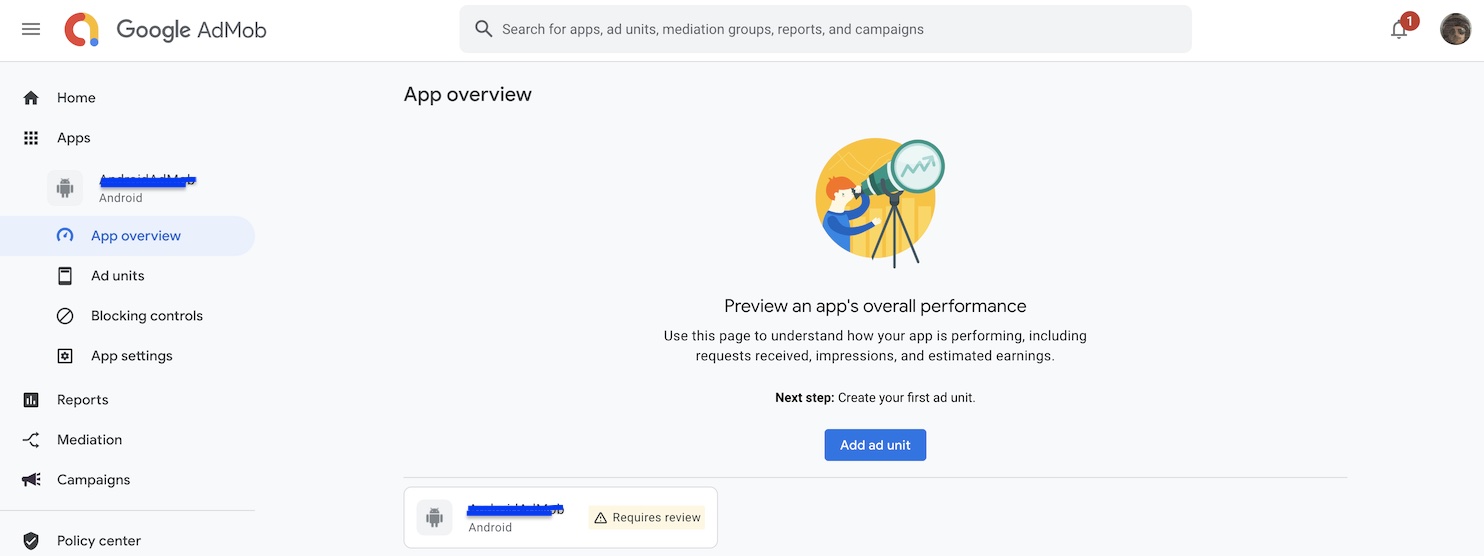 Google AdMob
Search for apps, ad units, mediation groups, reports, and campaigns
1
Home
Apps
Android
App overview
Ad units
Blocking controls
App settings
Reports
Mediation
Campaigns
Policy center
App overview
Preview an app's overall performance
Use this page to understand how your app is performing, including
requests received, impressions, and estimated earnings.
Next step: Create your first ad unit.
Add ad unit
Android
Requires review